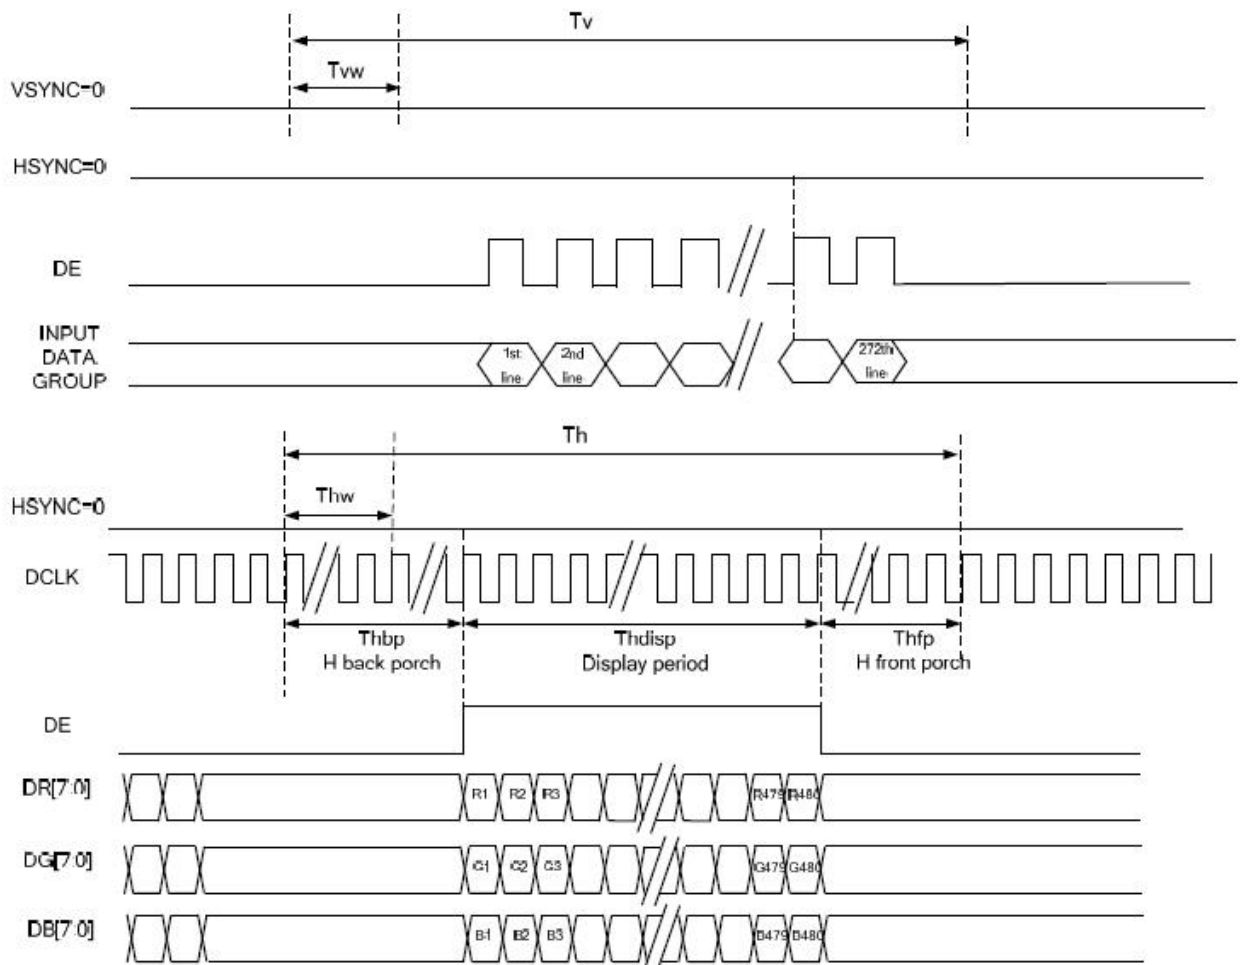 Tv
Tvw
VSYNC=0
HSYNC=0
DE
INPUT
DATA
GROUP
1st
line
2nd
line
272th
line
Th
Thw
HSYNC=0
DCLK
Thbp
H back porch
Thdisp
Display period
Thfp
H front porch
DE
DR[7:0]
R1 R2 R3 R479 R480
DG[7:0]
G1 G2 G3 G479 G480
DB[7:0]
B1 B2 B3 B479 B480